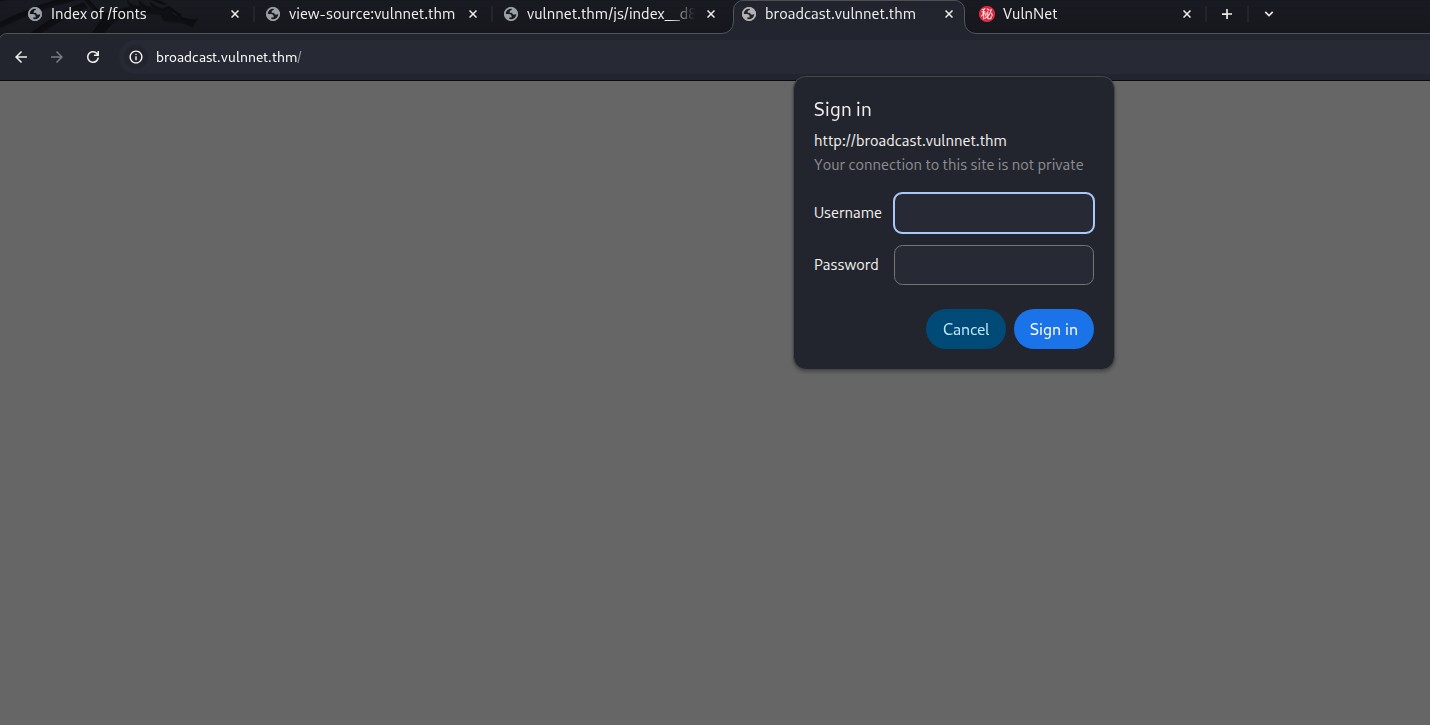 Index of /fonts
view-source:vulnnet.thm
vulnnet.thm/js/index__d8
broadcast.vulnnet.thm
秘 VulnNet
broadcast.vulnnet.thm/
Sign in
http://broadcast.vulnnet.thm
Your connection to this site is not private
Username
Password
Cancel Sign in